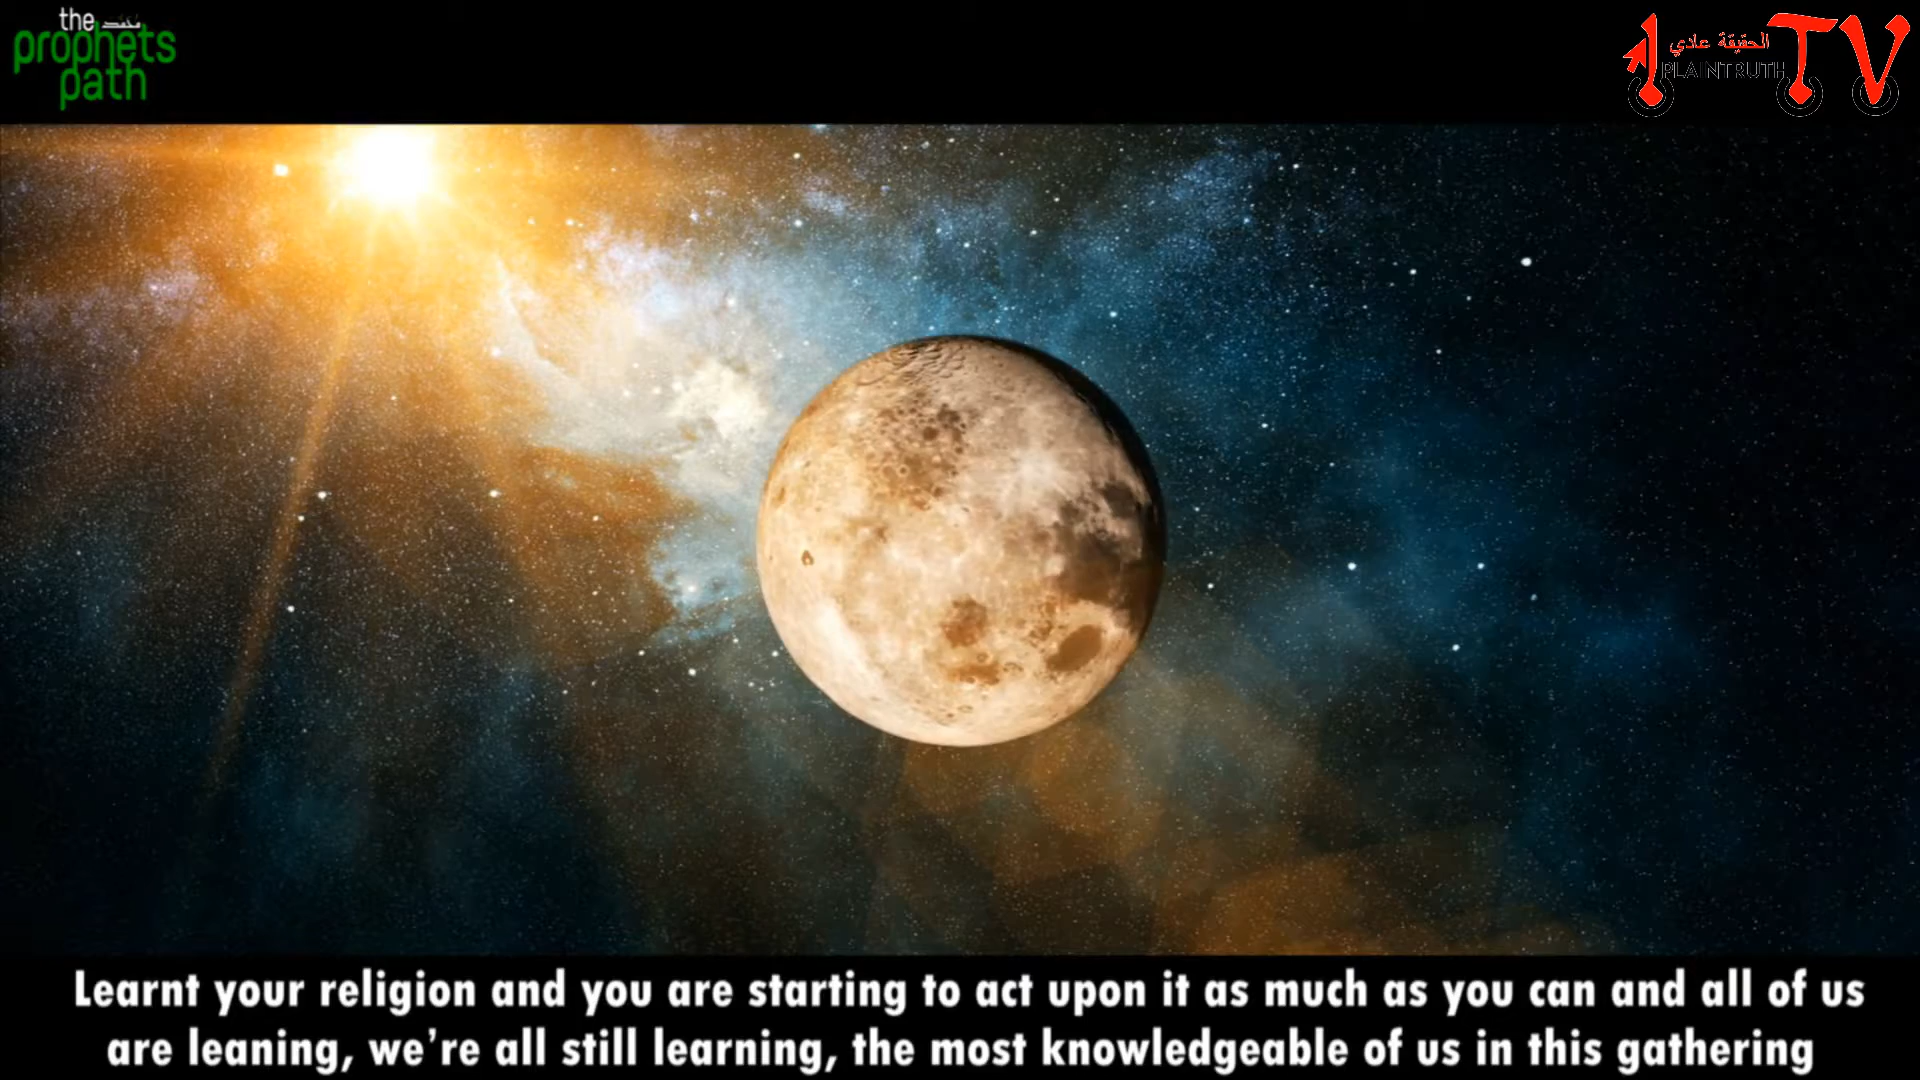 the محمد
prophets
path
الحقيقة عادي
PLAINTRUTH TV
Learnt your religion and you are starting to act upon it as much as you can and all of us
are leaning, we’re all still learning, the most knowledgeable of us in this gathering